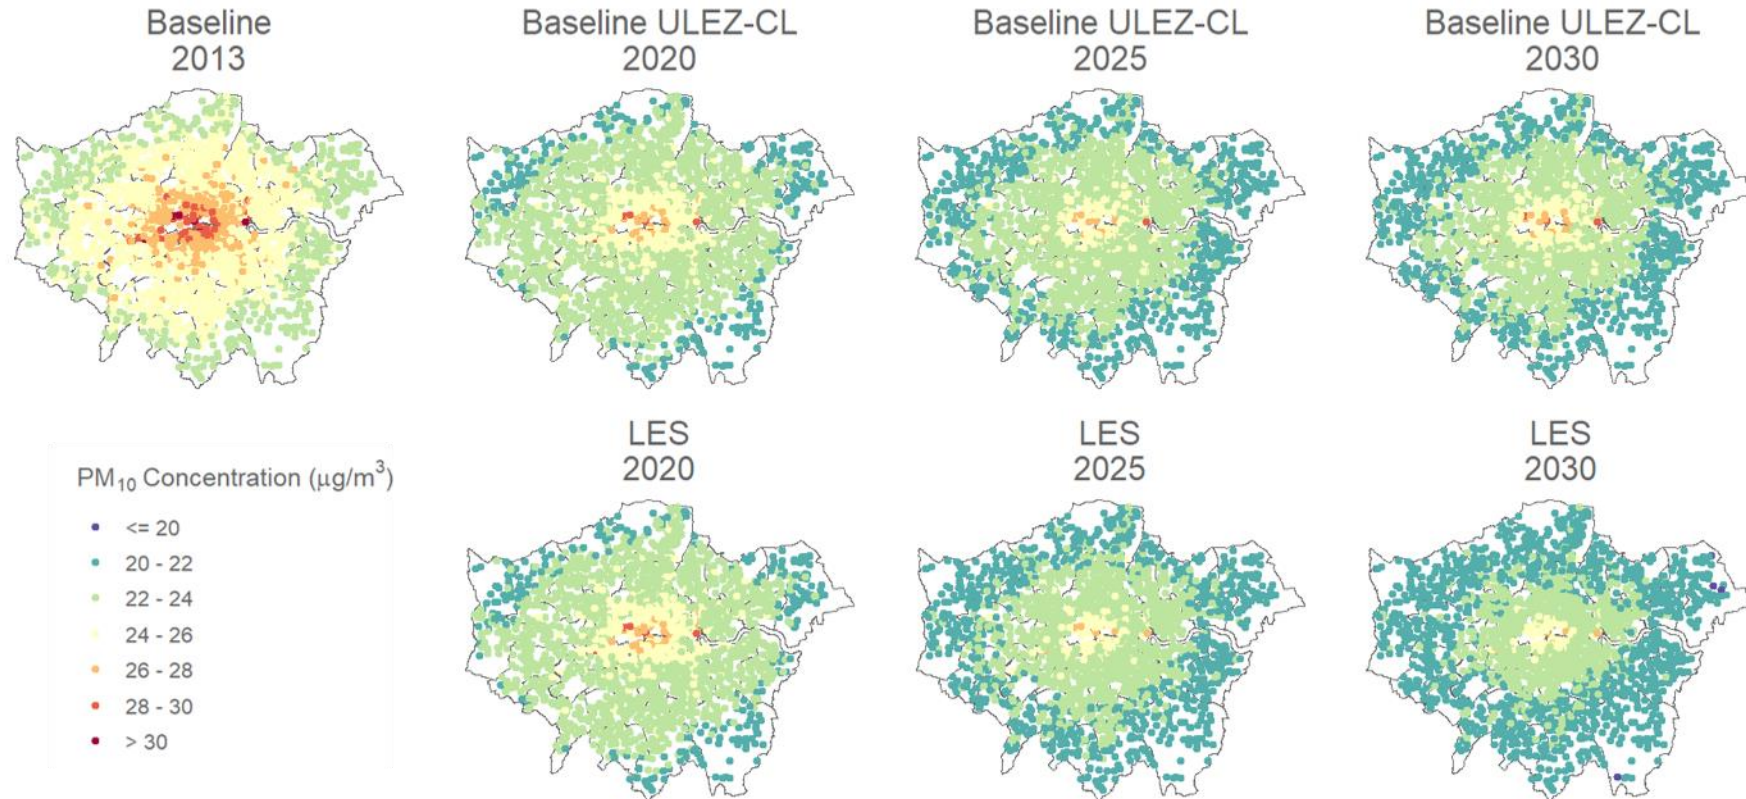 Baseline
2013
Baseline ULEZ-CL
2020
Baseline ULEZ-CL
2025
Baseline ULEZ-CL
2030
LES
2020
LES
2025
LES
2030
PM₁₀ Concentration (μg/m³)
<= 20
20 - 22
22 - 24
24 - 26
26 - 28
28 - 30
> 30